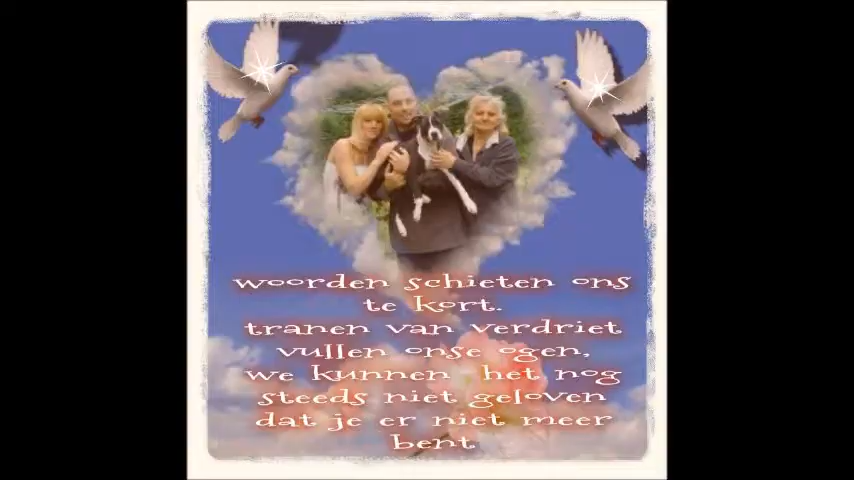 woorden schieten ons
te kort.
tranen van verdriet
vullen onse ogen,
we kunnen het nog
steeds niet geloven
dat je er niet meer
bent